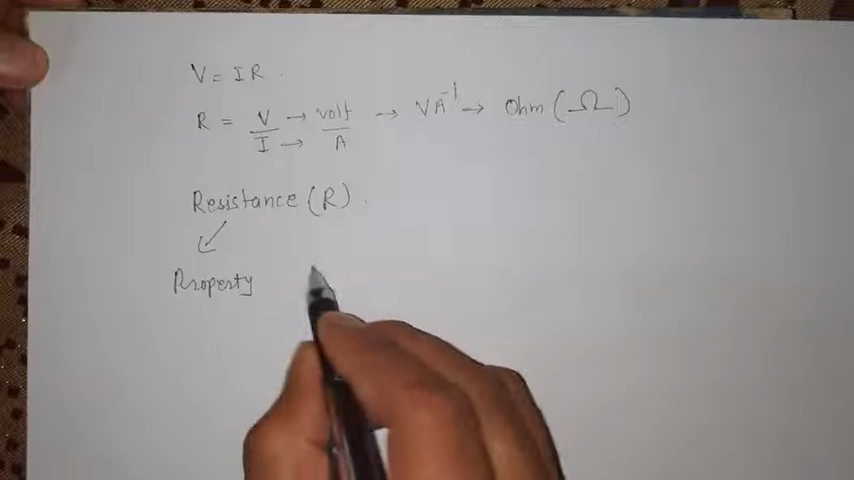 V = IR.
R = V/I → volt/A → VA⁻¹ → Ohm (Ω)
Resistance (R).
Property